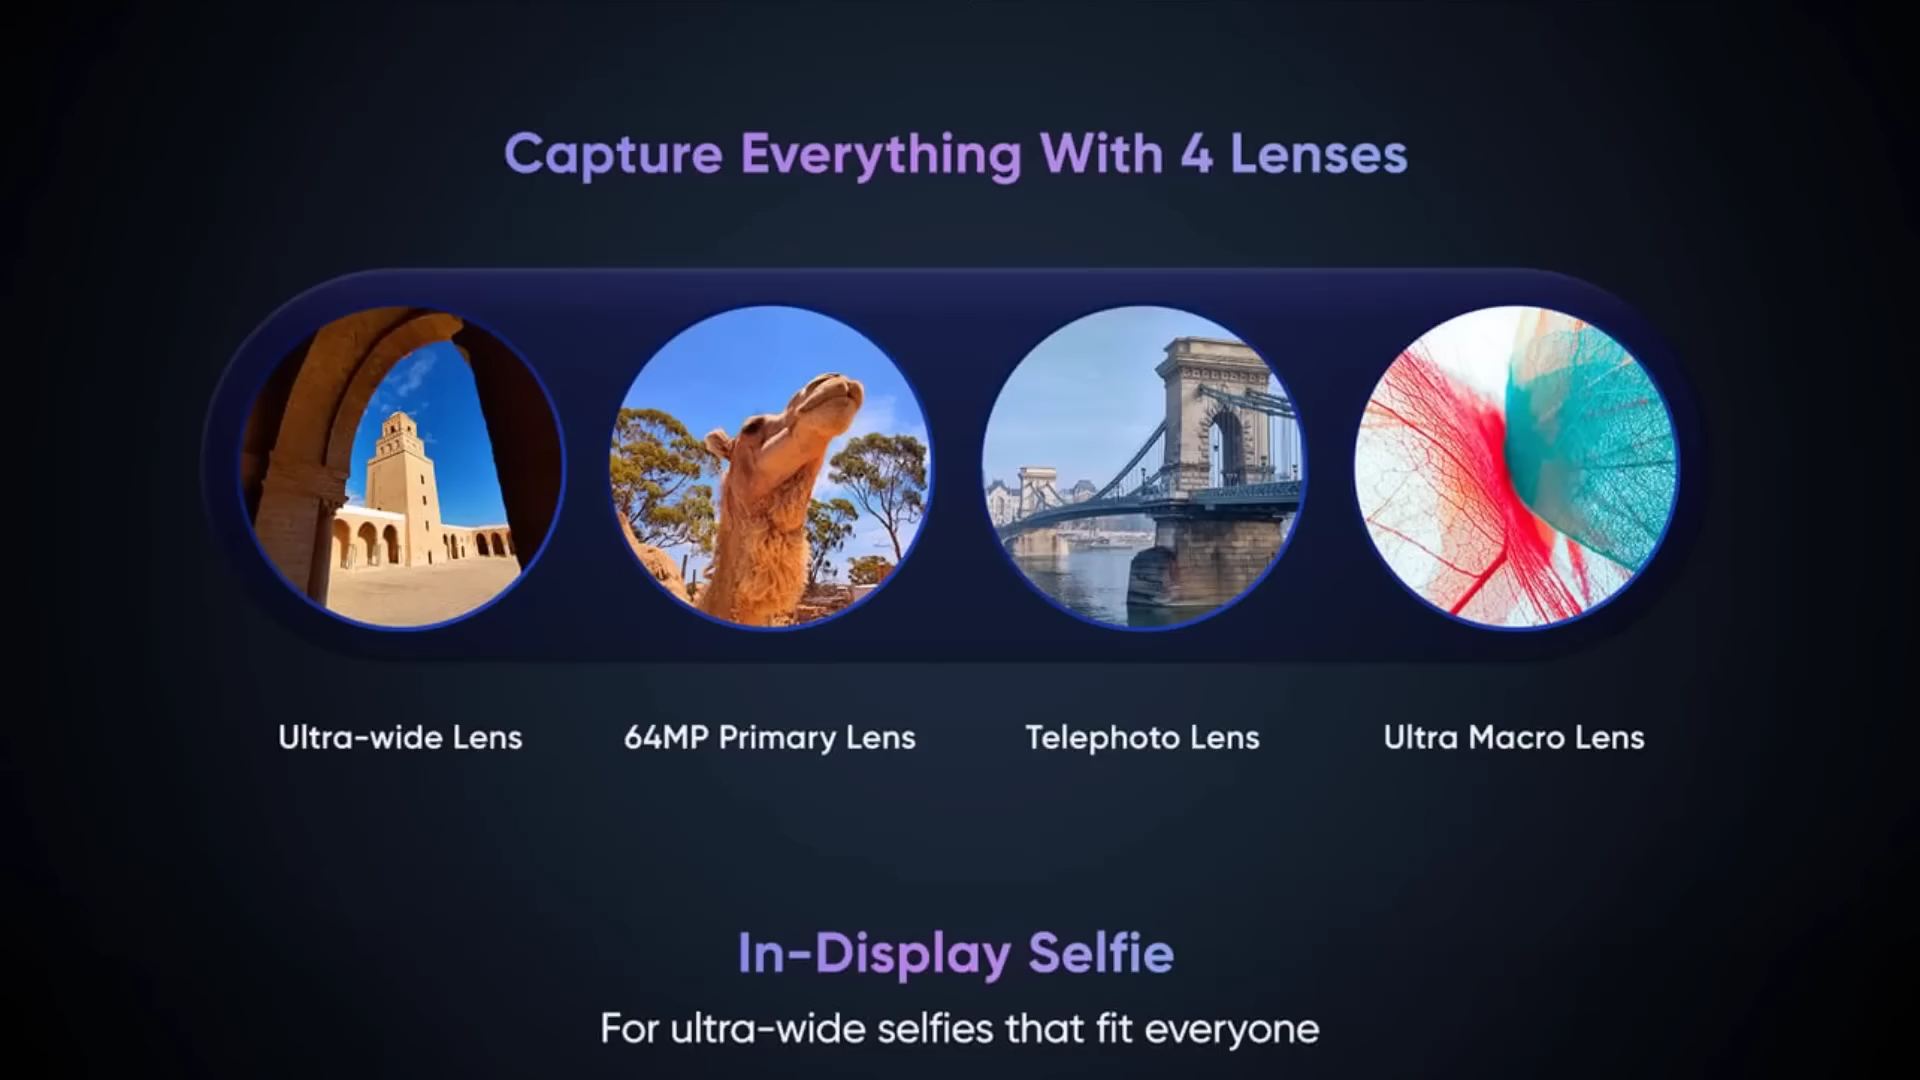 Capture Everything With 4 Lenses
Ultra-wide Lens
64MP Primary Lens
Telephoto Lens
Ultra Macro Lens
In-Display Selfie
For ultra-wide selfies that fit everyone